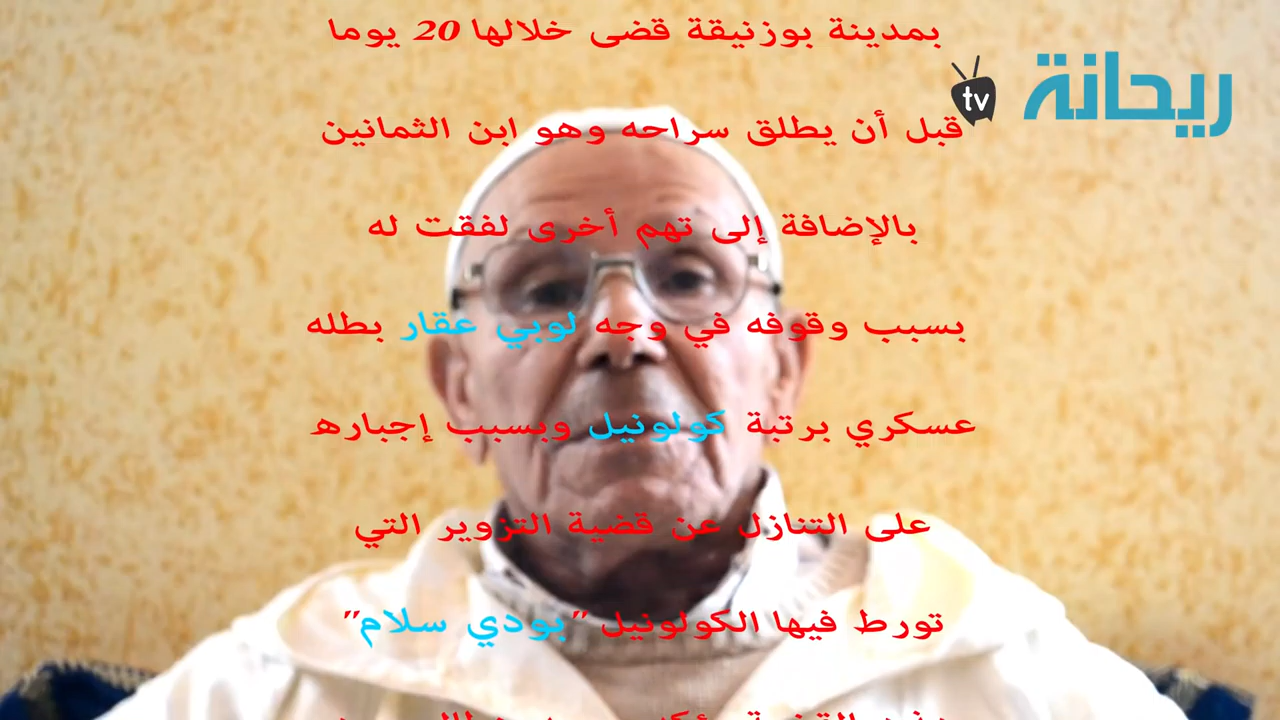 بمدينة بوزنيقة قضى خلالها 20 يوما
ريحانة
tv
قبل أن يطلق سراحه وهو ابن الثمانين
بالإضافة إلى تهم أخرى لفقت له
بسبب وقوفه في وجه لوبي عقار بطله
عسكري برتبة كولونيل وبسبب إجباره
على التنازل عن قضية التزوير التي
تورط فيها الكولونيل "بودي سلام"